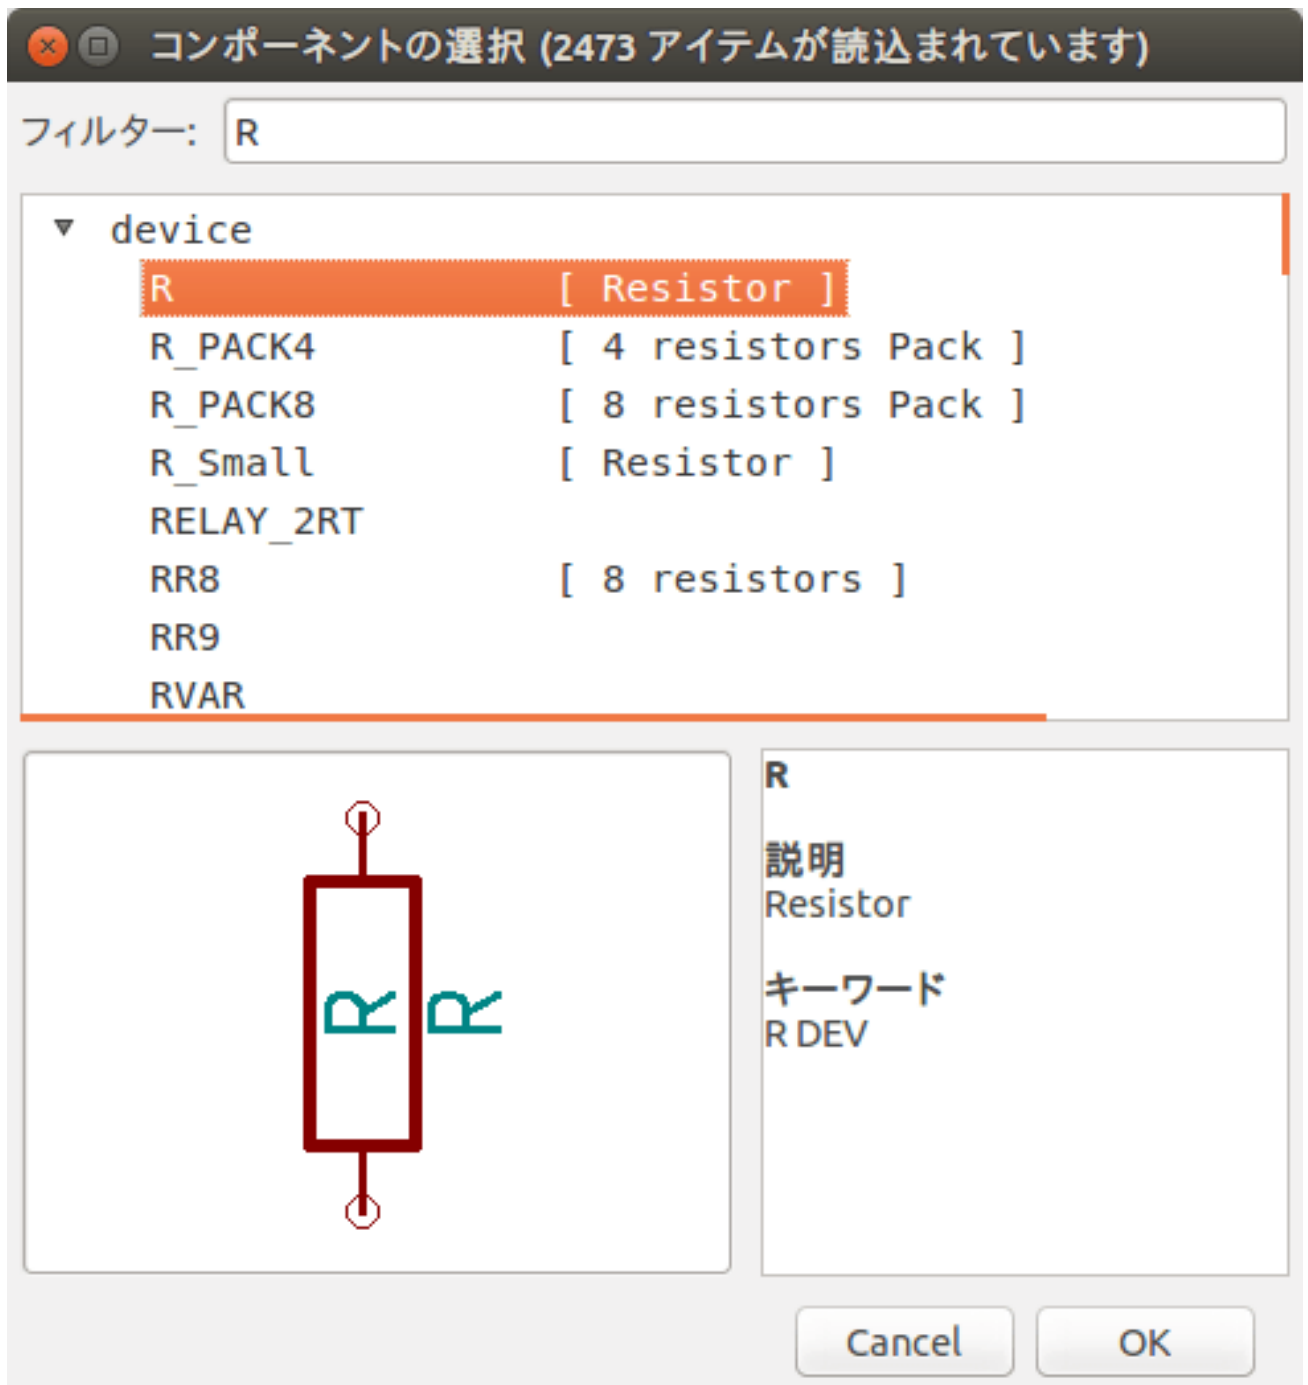 コンポーネントの選択 (2473 アイテムが読込まれています)
フィルター: R
device
R [ Resistor ]
R_PACK4 [ 4 resistors Pack ]
R_PACK8 [ 8 resistors Pack ]
R_Small [ Resistor ]
RELAY_2RT
RR8 [ 8 resistors ]
RR9
RVAR
R R
R
説明
Resistor
キーワード
R DEV
Cancel OK